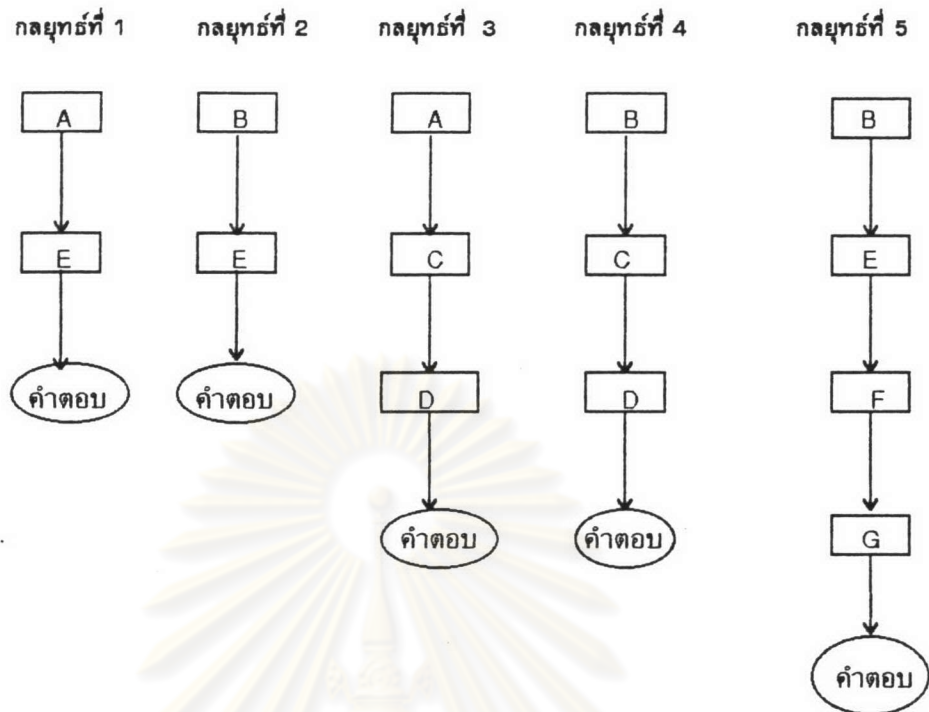 กลยุทธ์ที่ 1 กลยุทธ์ที่ 2 กลยุทธ์ที่ 3 กลยุทธ์ที่ 4 กลยุทธ์ที่ 5
A B A B B
E E C C E
คำตอบ คำตอบ D D F
คำตอบ คำตอบ G
คำตอบ